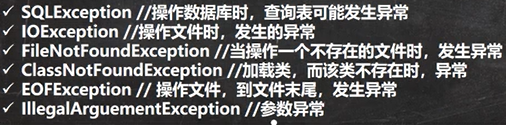 ✓ SQLException //操作数据库时，查询表可能发生异常
✓ IOException //操作文件时，发生的异常
✓ FileNotFoundException //当操作一个不存在的文件时，发生异常
✓ ClassNotFoundException //加载类，而该类不存在时，异常
✓ EOFException // 操作文件，到文件末尾，发生异常
✓ IllegalArguementException //参数异常